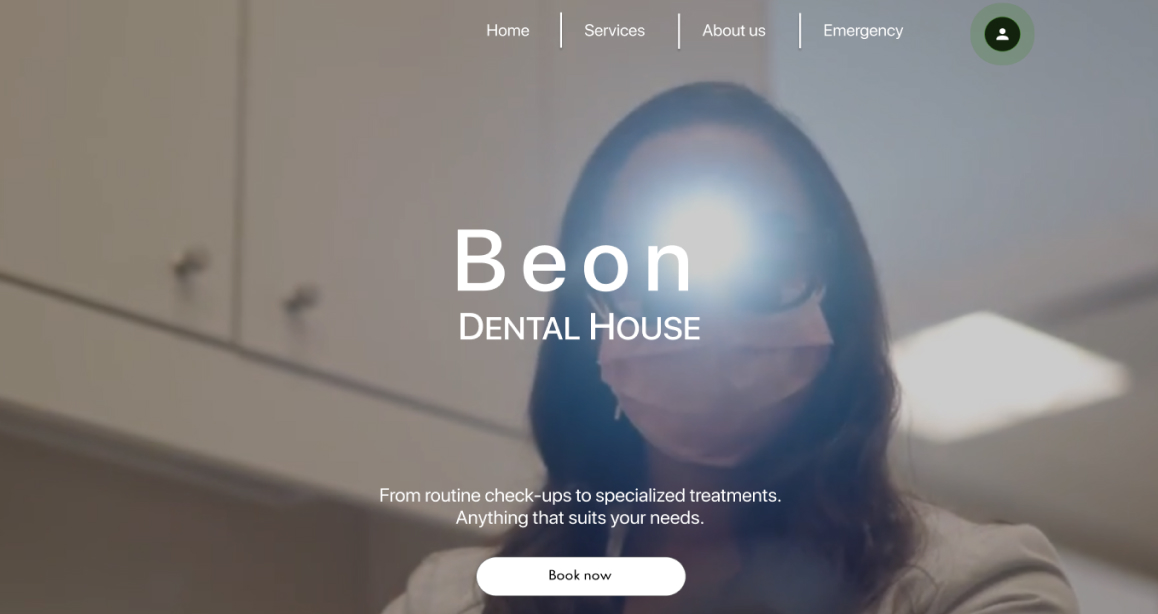 Home
Services
About us
Emergency
Beon
DENTAL HOUSE
From routine check-ups to specialized treatments.
Anything that suits your needs.
Book now